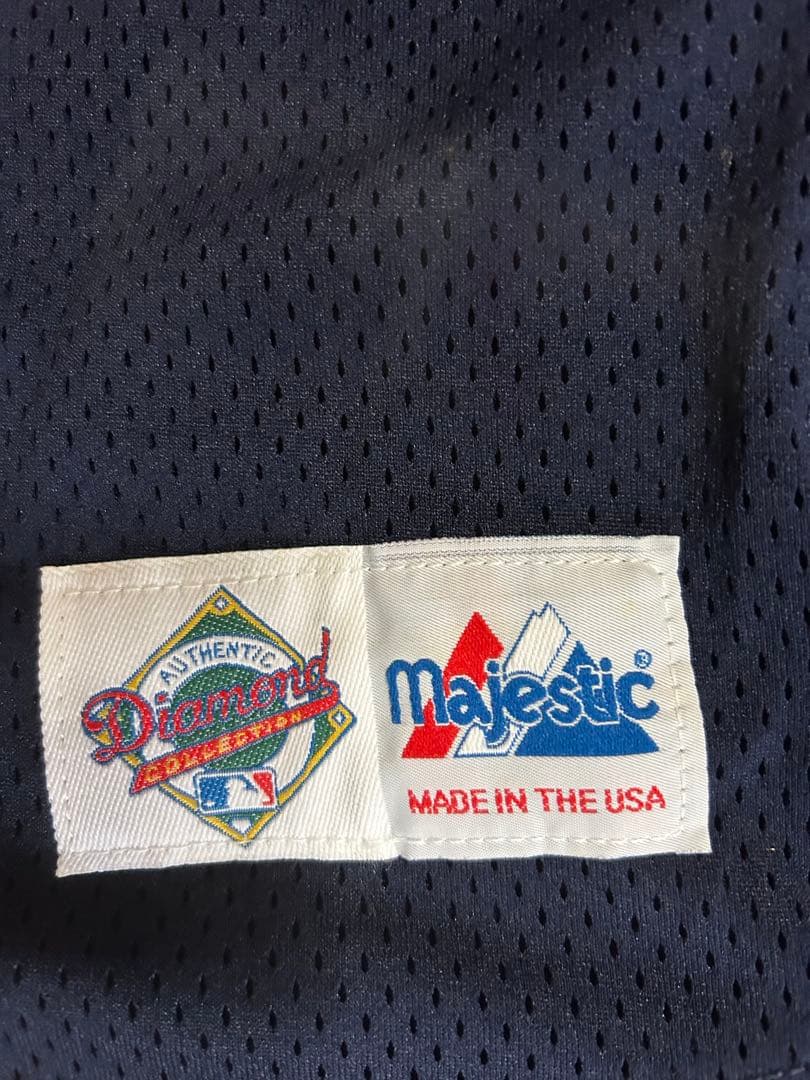 AUTHENTIC
Diamond
COLLECTION
Majestic®
MADE IN THE USA